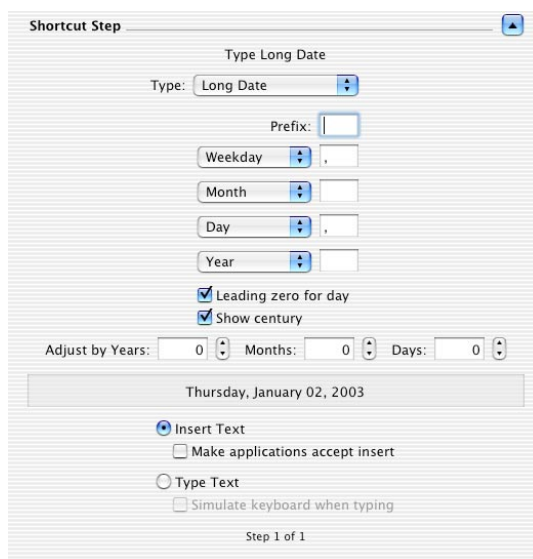 Shortcut Step
Type Long Date
Type: Long Date
Prefix:
Weekday ,
Month
Day ,
Year
Leading zero for day
Show century
Adjust by Years: 0 Months: 0 Days: 0
Thursday, January 02, 2003
Insert Text
Make applications accept insert
Type Text
Simulate keyboard when typing
Step 1 of 1